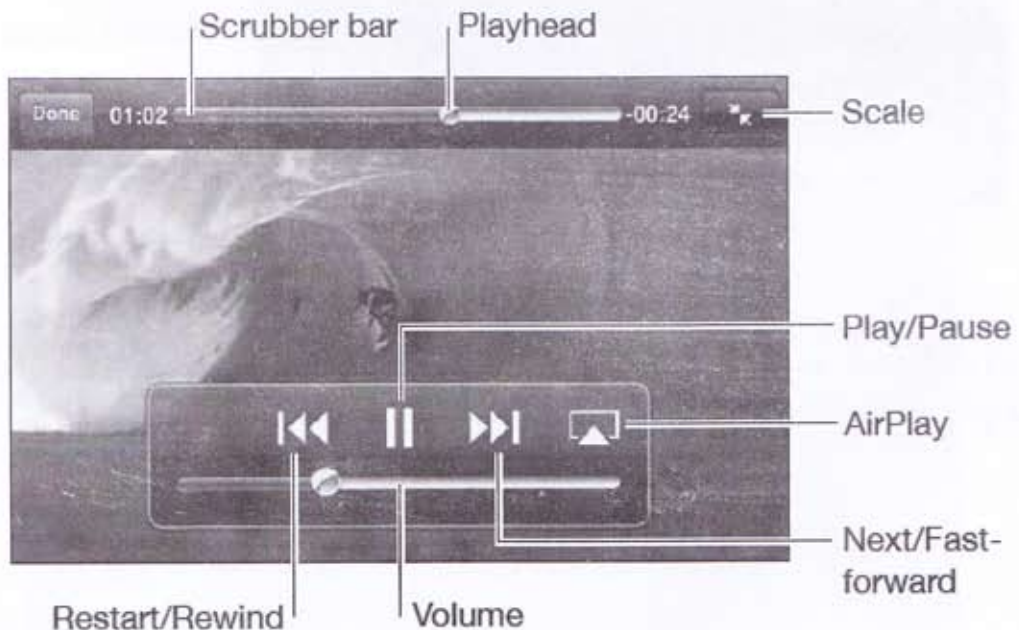 Scrubber bar
Playhead
Done
01:02
-00:24
Scale
Play/Pause
AirPlay
Next/Fast-
forward
Restart/Rewind
Volume